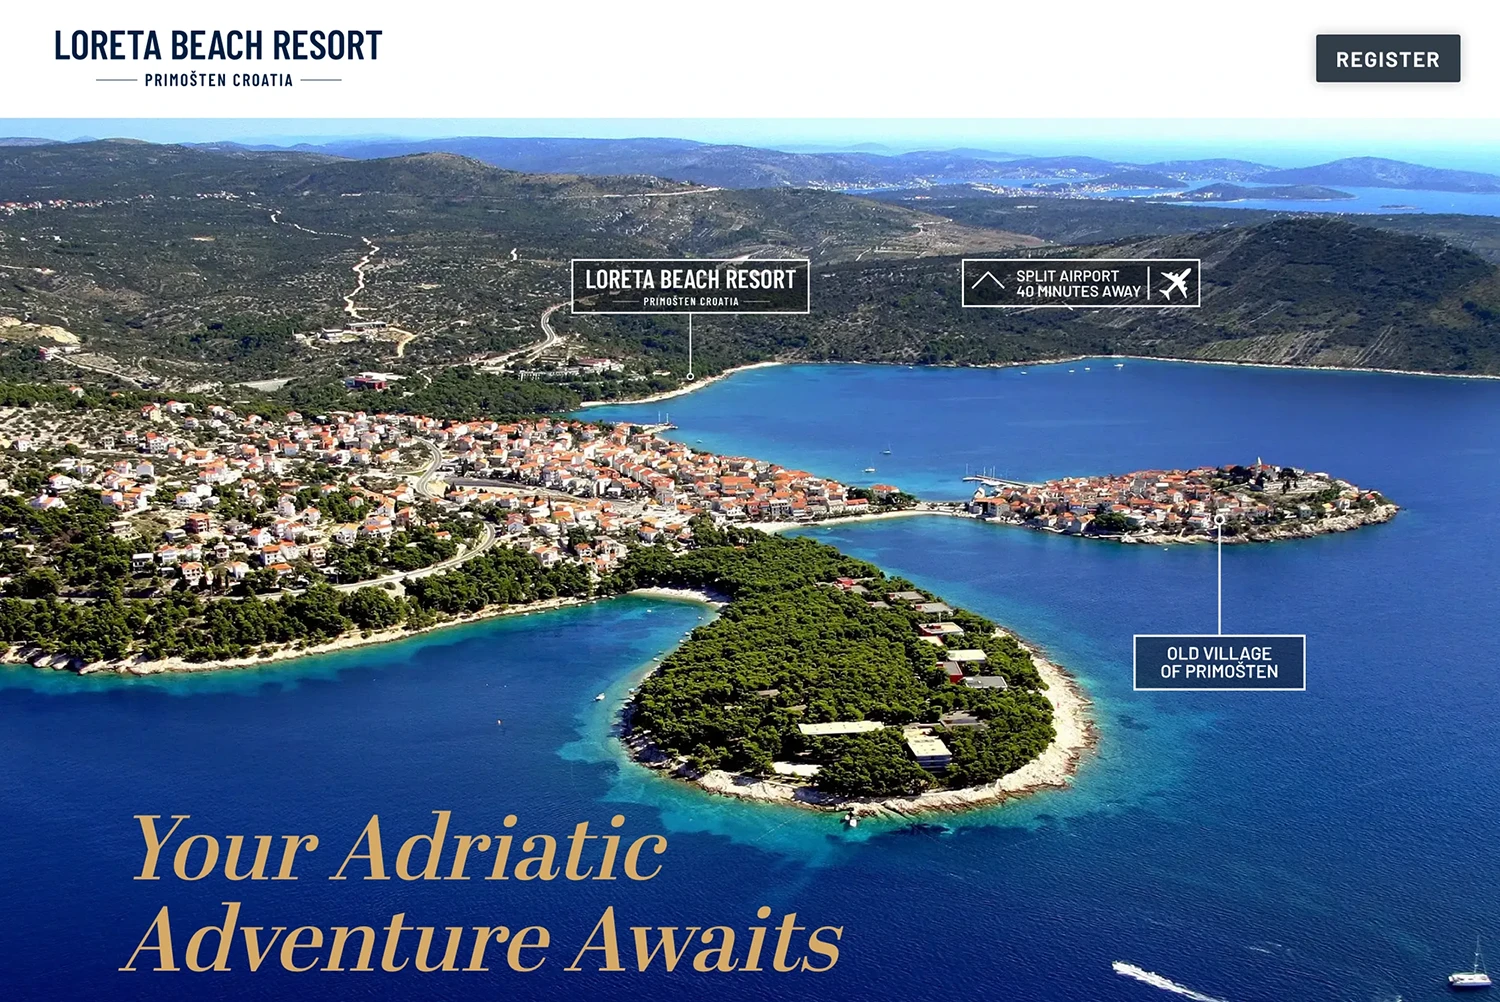 LORETA BEACH RESORT
PRIMOŠTEN CROATIA
REGISTER
LORETA BEACH RESORT
PRIMOŠTEN CROATIA
SPLIT AIRPORT
40 MINUTES AWAY
OLD VILLAGE
OF PRIMOŠTEN
Your Adriatic
Adventure Awaits